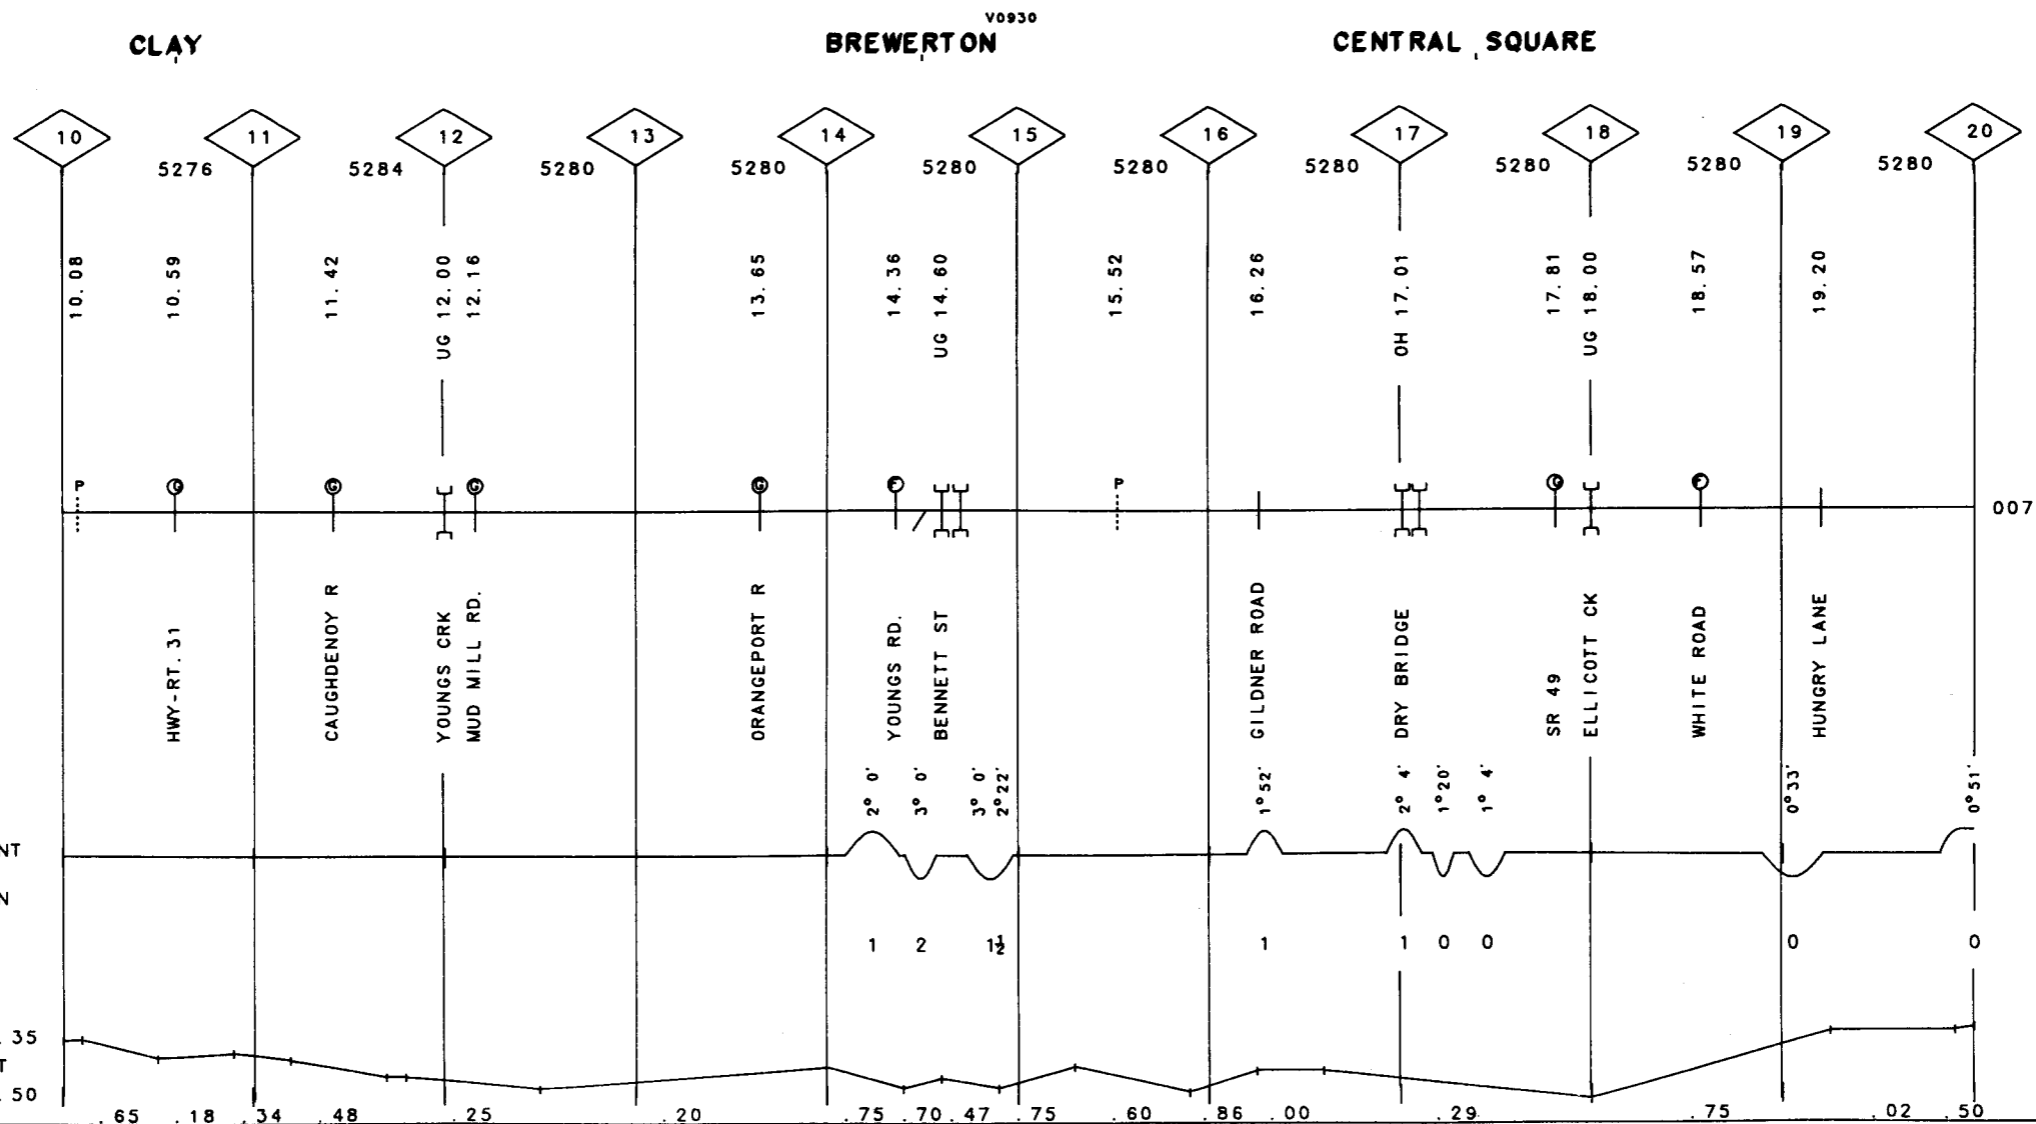 V0930
CLAY BREWERTON CENTRAL SQUARE
10 11 12 13 14 15 16 17 18 19 20
5276 5284 5280 5280 5280 5280 5280 5280 5280 5280
10.08
10.59
11.42
UG 12.00
12.16
13.65
14.36
UG 14.60
15.52
16.26
OH 17.01
17.81
UG 18.00
18.57
19.20
P G G G G F P G F
007
HWY-RT.31
CAUGHDENOY R
YOUNGS CRK
MUD MILL RD.
ORANGEPORT R
YOUNGS RD.
BENNETT ST
GILDNER ROAD
DRY BRIDGE
SR 49
ELLICOTT CK
WHITE ROAD
HUNGRY LANE
2° 0'
3° 0'
3° 0'
2°22'
1°52'
2° 4'
1°20'
1° 4'
0°33'
0°51'
NT
N
1 2 1½ 1 1 0 0 0 0
.35
T
.50
.65 .18 .34 .48 .25 .20 .75 .70 .47 .75 .60 .86 .00 .29 .75 .02 .50